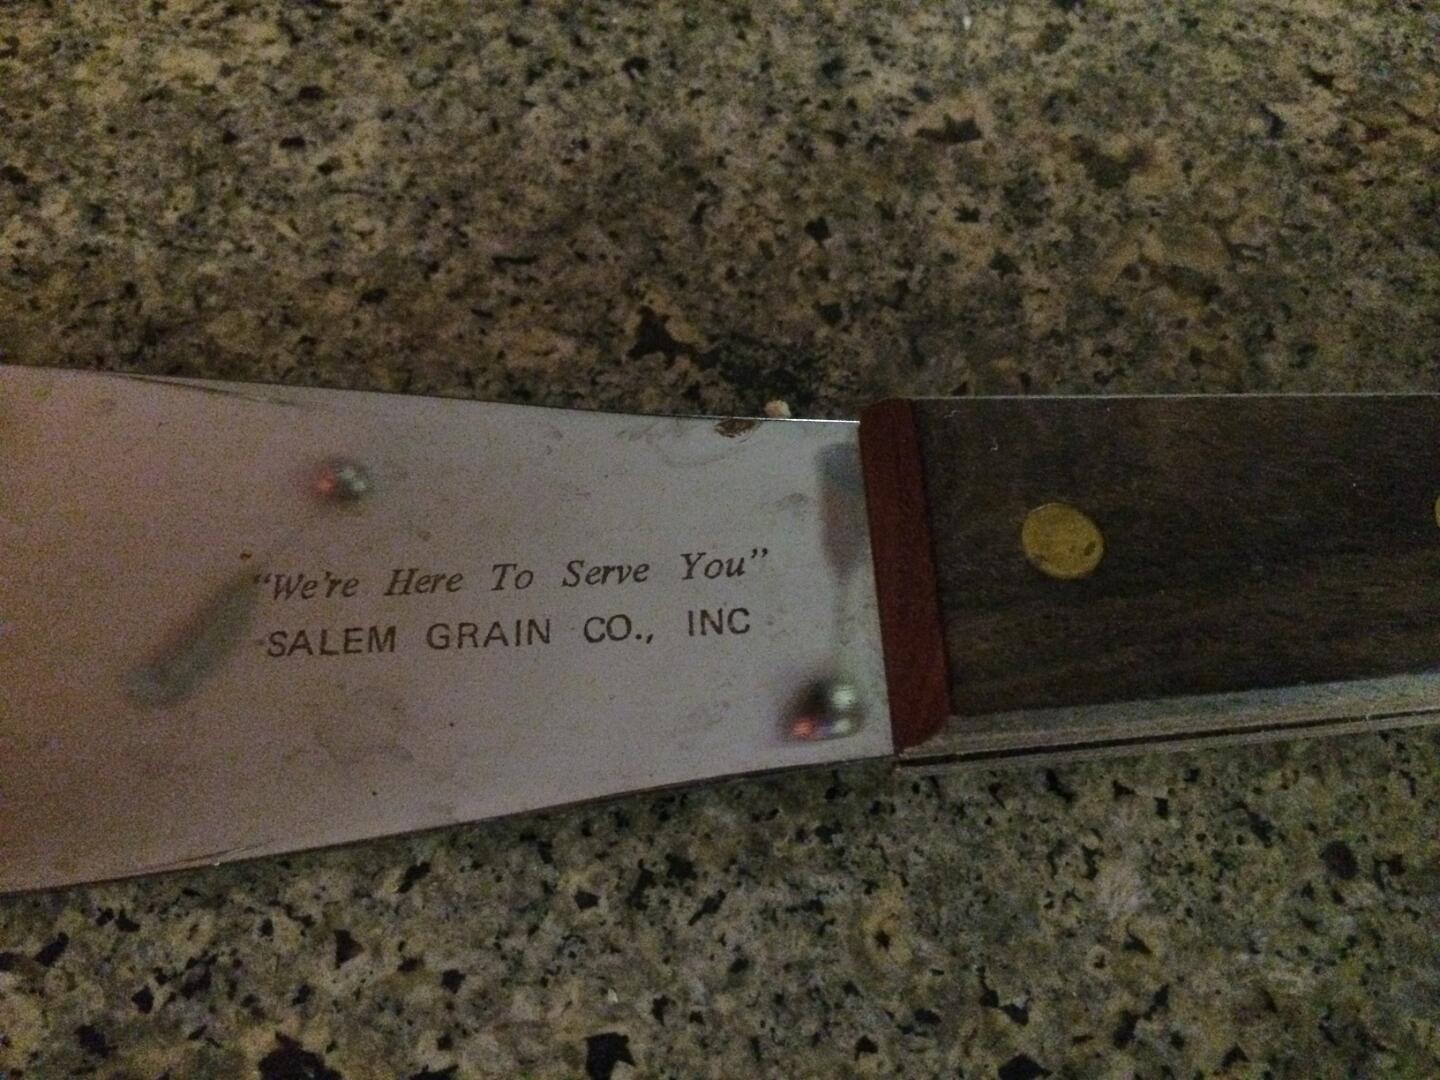 “We're Here To Serve You”
SALEM GRAIN CO., INC